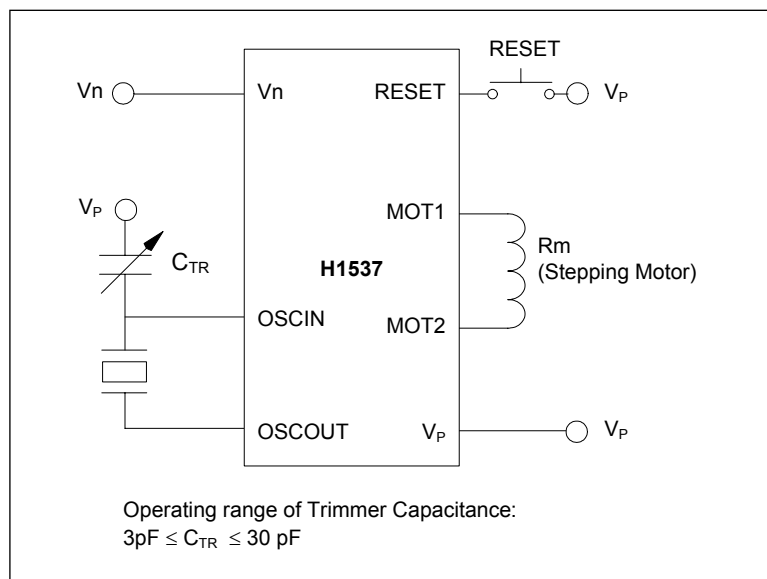 RESET
Vn
Vn
RESET
VP
VP
MOT1
CTR
H1537
Rm
(Stepping Motor)
OSCIN
MOT2
OSCOUT
VP
VP
Operating range of Trimmer Capacitance:
3pF ≤ CTR ≤ 30 pF